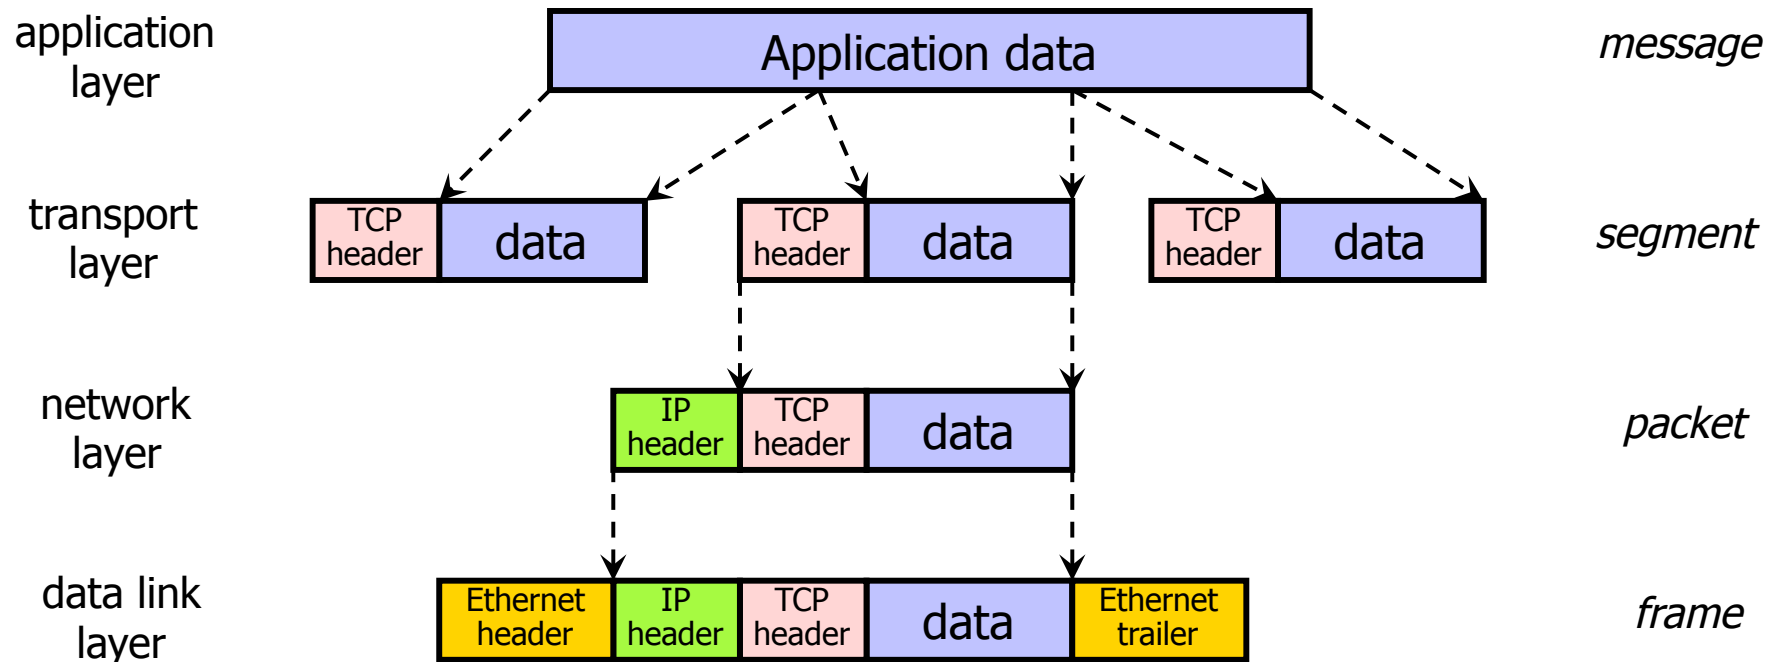 application
layer
Application data
message
transport
layer
TCP
header
data
TCP
header
data
TCP
header
data
segment
network
layer
IP
header
TCP
header
data
packet
data link
layer
Ethernet
header
IP
header
TCP
header
data
Ethernet
trailer
frame